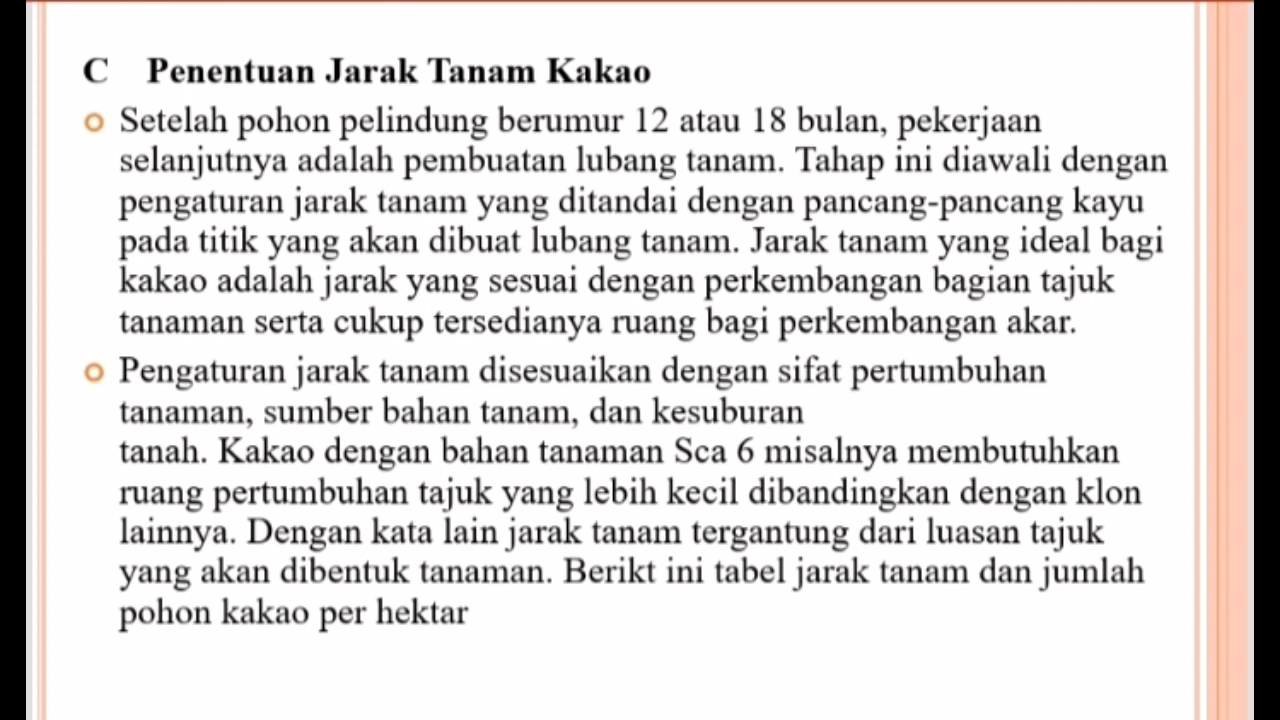 C Penentuan Jarak Tanam Kakao
Setelah pohon pelindung berumur 12 atau 18 bulan, pekerjaan
selanjutnya adalah pembuatan lubang tanam. Tahap ini diawali dengan
pengaturan jarak tanam yang ditandai dengan pancang-pancang kayu
pada titik yang akan dibuat lubang tanam. Jarak tanam yang ideal bagi
kakao adalah jarak yang sesuai dengan perkembangan bagian tajuk
tanaman serta cukup tersedianya ruang bagi perkembangan akar.
Pengaturan jarak tanam disesuaikan dengan sifat pertumbuhan
tanaman, sumber bahan tanam, dan kesuburan
tanah. Kakao dengan bahan tanaman Sca 6 misalnya membutuhkan
ruang pertumbuhan tajuk yang lebih kecil dibandingkan dengan klon
lainnya. Dengan kata lain jarak tanam tergantung dari luasan tajuk
yang akan dibentuk tanaman. Berikt ini tabel jarak tanam dan jumlah
pohon kakao per hektar